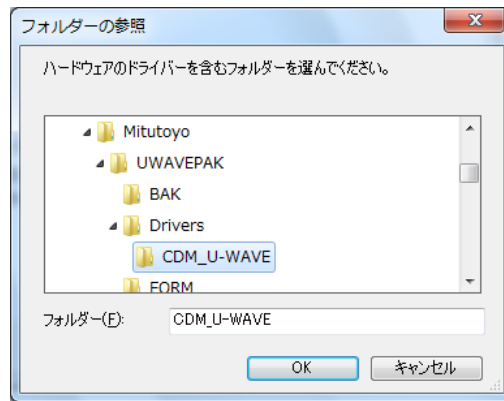 フォルダーの参照
ハードウェアのドライバーを含むフォルダーを選んでください。
Mitutoyo
UWAVEPAK
BAK
Drivers
CDM_U-WAVE
FORM
フォルダー(F): CDM_U-WAVE
OK キャンセル